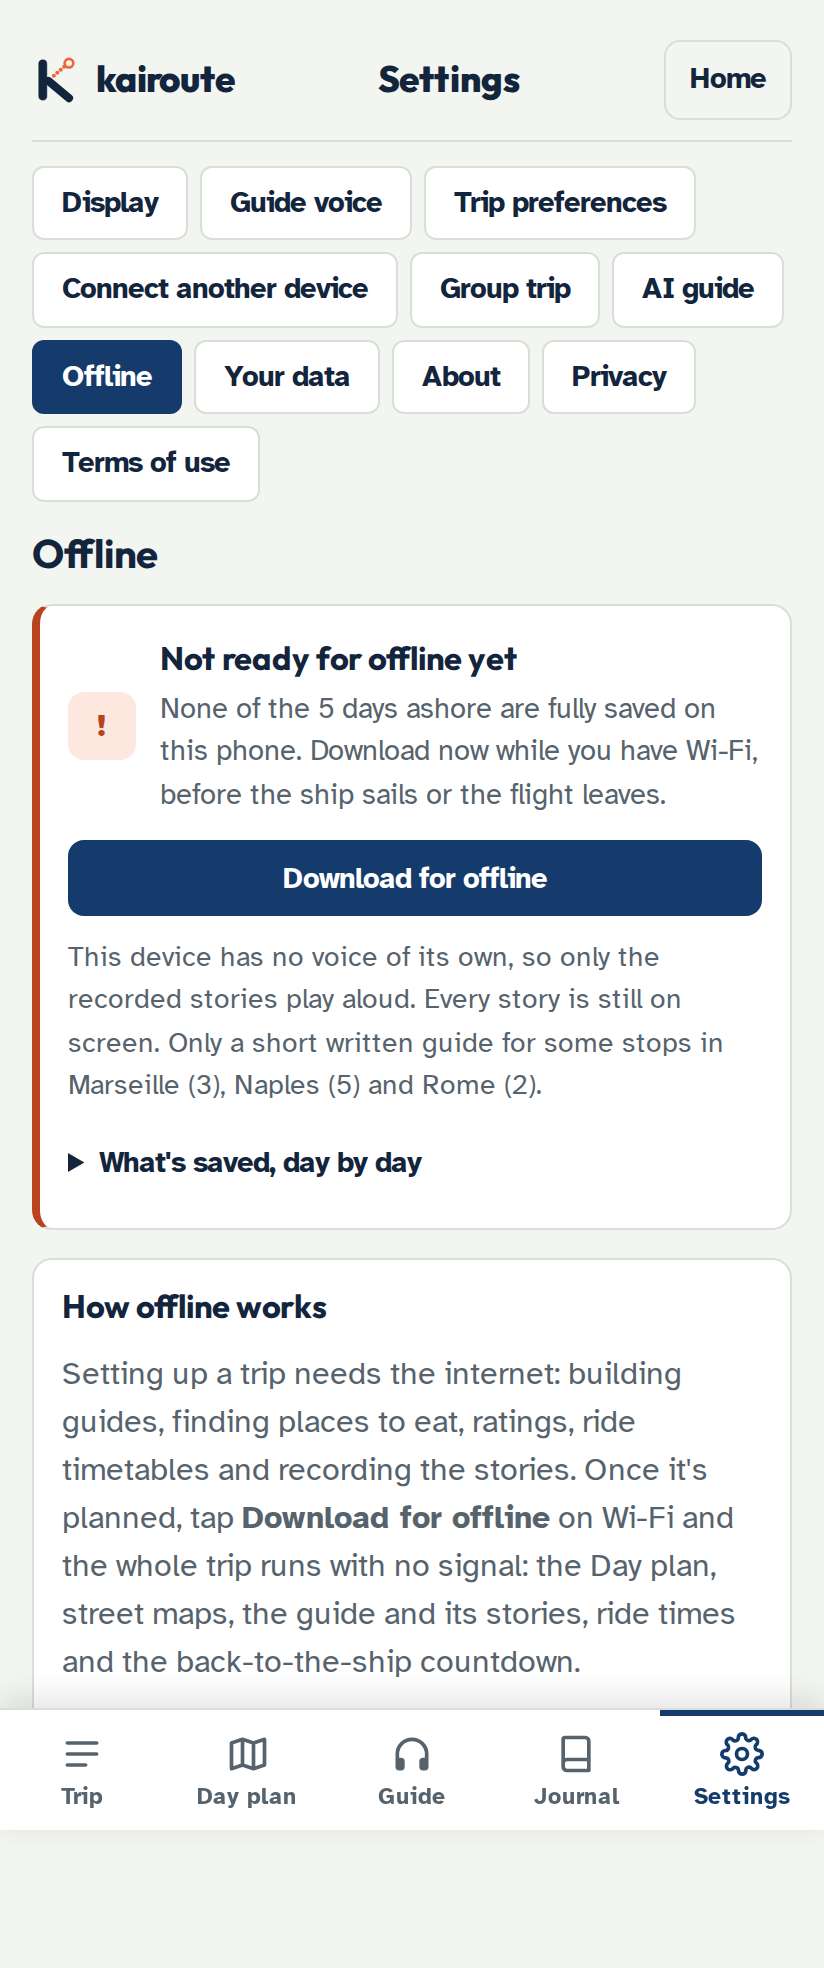 kairoute
Settings
Home
Display
Guide voice
Trip preferences
Connect another device
Group trip
AI guide
Offline
Your data
About
Privacy
Terms of use
Offline
!
Not ready for offline yet
None of the 5 days ashore are fully saved on
this phone. Download now while you have Wi-Fi,
before the ship sails or the flight leaves.
Download for offline
This device has no voice of its own, so only the
recorded stories play aloud. Every story is still on
screen. Only a short written guide for some stops in
Marseille (3), Naples (5) and Rome (2).
What's saved, day by day
How offline works
Setting up a trip needs the internet: building
guides, finding places to eat, ratings, ride
timetables and recording the stories. Once it's
planned, tap Download for offline on Wi-Fi and
the whole trip runs with no signal: the Day plan,
street maps, the guide and its stories, ride times
and the back-to-the-ship countdown.
Trip
Day plan
Guide
Journal
Settings